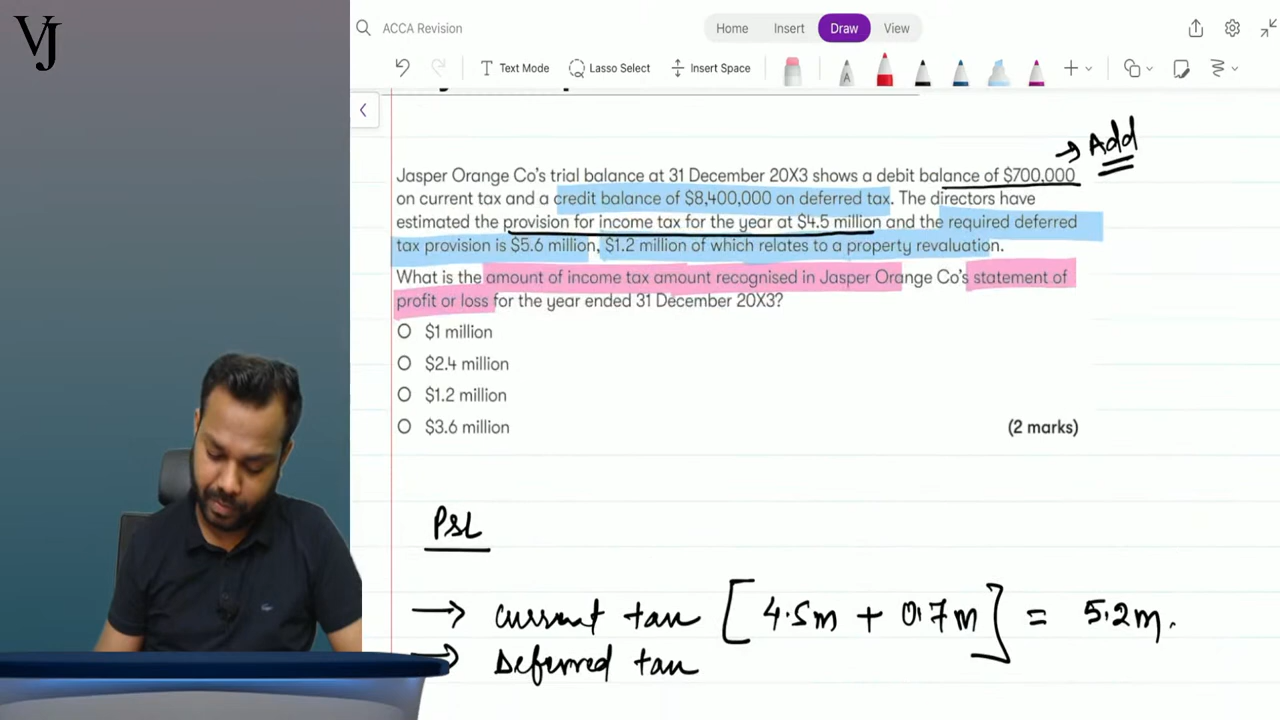 VJ
ACCA Revision
Home Insert Draw View
Text Mode Lasso Select Insert Space
Add
Jasper Orange Co's trial balance at 31 December 20X3 shows a debit balance of $700,000
on current tax and a credit balance of $8,400,000 on deferred tax. The directors have
estimated the provision for income tax for the year at $4.5 million and the required deferred
tax provision is $5.6 million, $1.2 million of which relates to a property revaluation.
What is the amount of income tax amount recognised in Jasper Orange Co's statement of
profit or loss for the year ended 31 December 20X3?
$1 million
$2.4 million
$1.2 million
$3.6 million (2 marks)
P&L
→ current tax [4.5m + 0.7m] = 5.2m.
→ Deferred tax